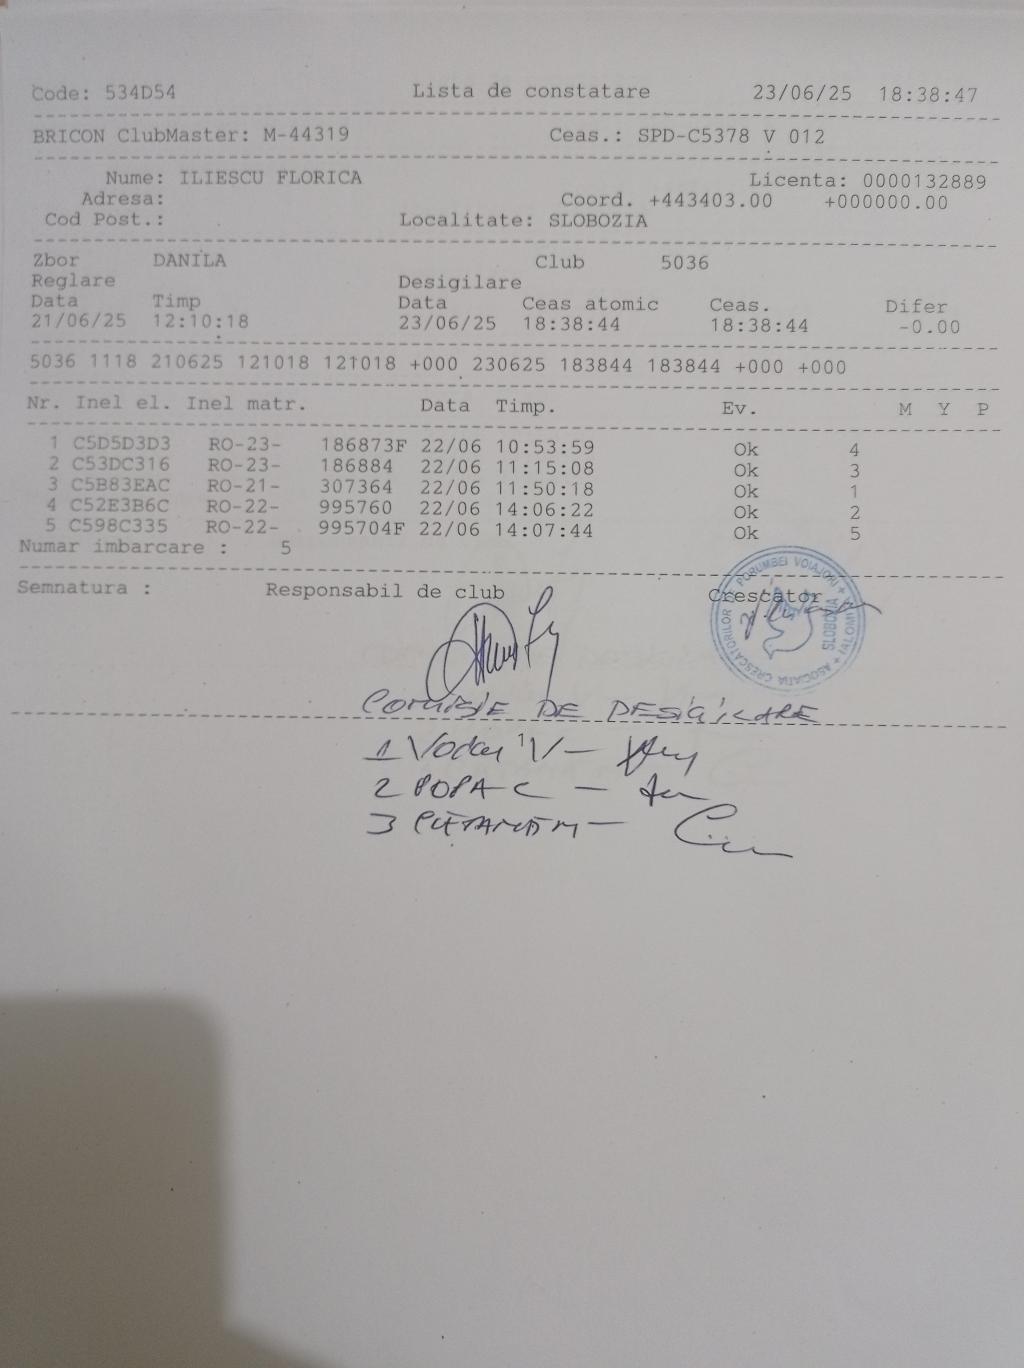 Code: 534D54 Lista de constatare 23/06/25 18:38:47
BRICON ClubMaster: M-44319 Ceas.: SPD-C5378 V 012
Nume: ILIESCU FLORICA Licenta: 0000132889
Adresa: Coord. +443403.00 +000000.00
Cod Post.: Localitate: SLOBOZIA
Zbor DANILA Club 5036
Reglare Desigilare
Data Timp Data Ceas atomic Ceas. Difer
21/06/25 12:10:18 23/06/25 18:38:44 18:38:44 -0.00
5036 1118 210625 121018 121018 +000 230625 183844 183844 +000 +000
Nr. Inel el. Inel matr. Data Timp. Ev. M Y P
1 C5D5D3D3 RO-23- 186873F 22/06 10:53:59 Ok 4
2 C53DC316 RO-23- 186884 22/06 11:15:08 Ok 3
3 C5B83EAC RO-21- 307364 22/06 11:50:18 Ok 1
4 C52E3B6C RO-22- 995760 22/06 14:06:22 Ok 2
5 C598C335 RO-22- 995704F 22/06 14:07:44 Ok 5
Numar imbarcare : 5
Semnatura : Responsabil de club Crescator
ASOCIATIA CRESCATORILOR PORUMBEI VOIAJORI + IALOMITA +
SLOBOZIA
COMISIE DE DESIGILARE
1 V
2 POPA C —
3